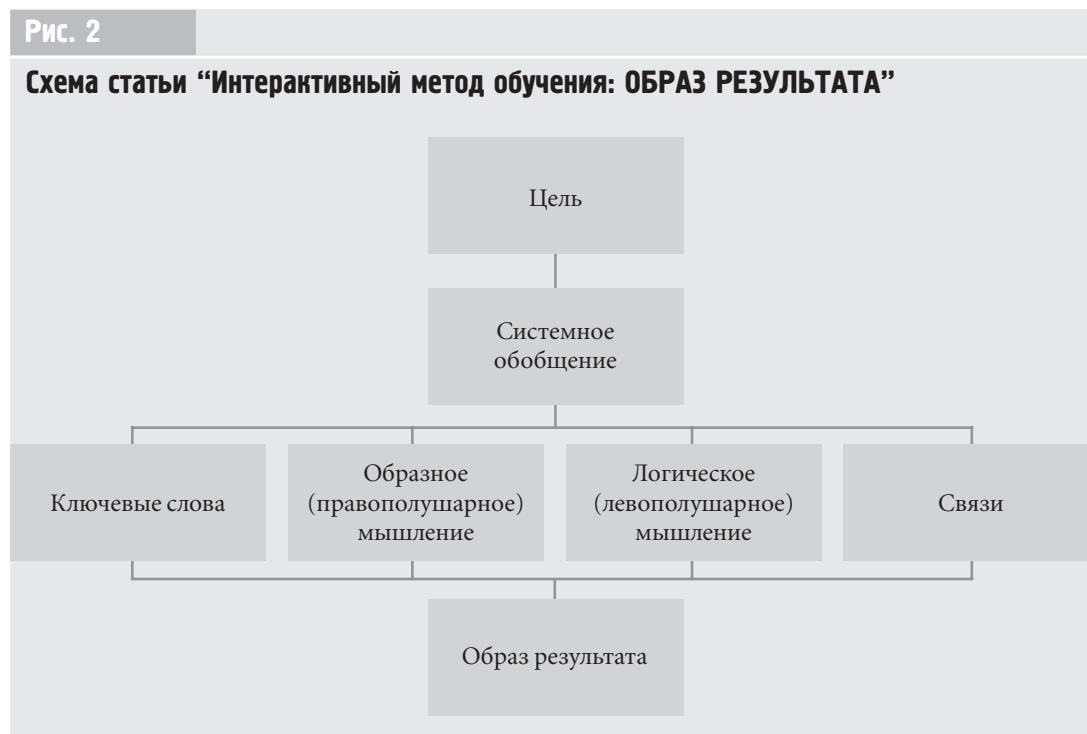 Рис. 2
Схема статьи “Интерактивный метод обучения: ОБРАЗ РЕЗУЛЬТАТА”
Цель
Системное
обобщение
Ключевые слова
Образное
(правополушарное)
мышление
Логическое
(левополушарное)
мышление
Связи
Образ результата